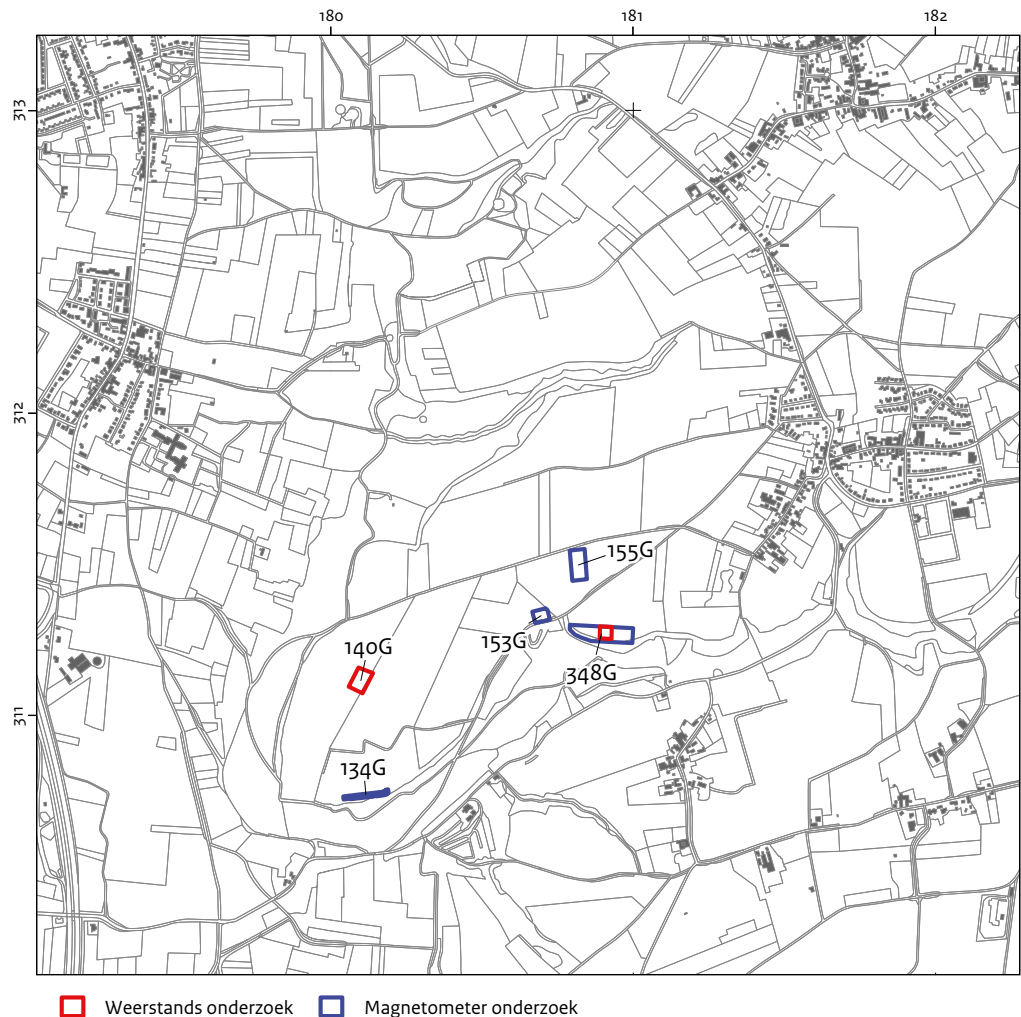 180 181 182
313
312
155G
153G
140G
348G
311
134G
Weerstands onderzoek Magnetometer onderzoek